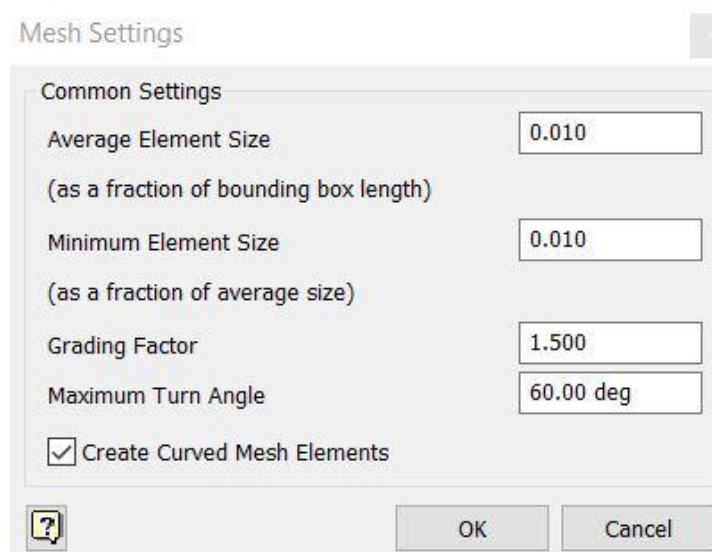 Mesh Settings
Common Settings
Average Element Size 0.010
(as a fraction of bounding box length)
Minimum Element Size 0.010
(as a fraction of average size)
Grading Factor 1.500
Maximum Turn Angle 60.00 deg
Create Curved Mesh Elements
? OK Cancel